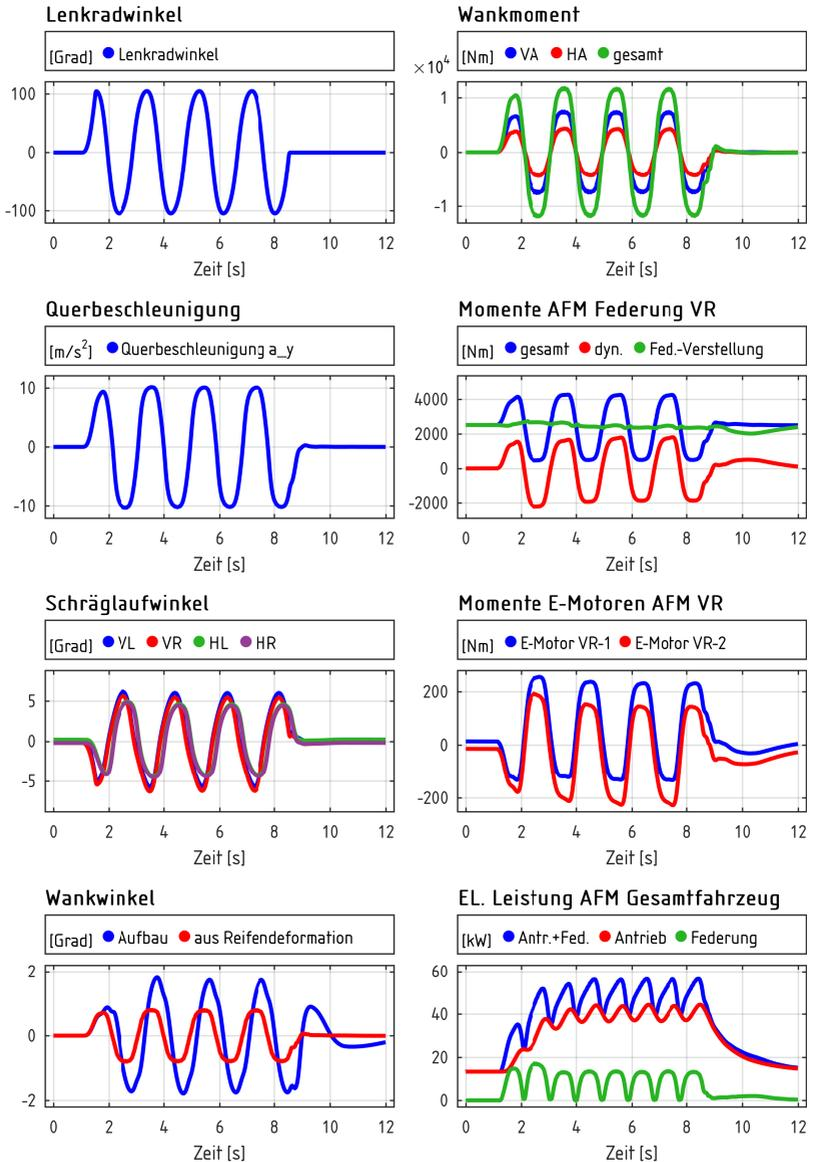 Lenkradwinkel
[Grad] Lenkradwinkel
100
0
-100
0 2 4 6 8 10 12
Zeit [s]
Wankmoment
[Nm] VA HA gesamt
×10⁴
1
0
-1
0 2 4 6 8 10 12
Zeit [s]
Querbeschleunigung
[m/s²] Querbeschleunigung a_y
10
0
-10
0 2 4 6 8 10 12
Zeit [s]
Momente AFM Federung VR
[Nm] gesamt dyn. Fed.-Verstellung
4000
2000
0
-2000
0 2 4 6 8 10 12
Zeit [s]
Schräglaufwinkel
[Grad] VL VR HL HR
5
0
-5
0 2 4 6 8 10 12
Zeit [s]
Momente E-Motoren AFM VR
[Nm] E-Motor VR-1 E-Motor VR-2
200
0
-200
0 2 4 6 8 10 12
Zeit [s]
Wankwinkel
[Grad] Aufbau aus Reifendeformation
2
0
-2
0 2 4 6 8 10 12
Zeit [s]
EL. Leistung AFM Gesamtfahrzeug
[kW] Antr.+Fed. Antrieb Federung
60
40
20
0
0 2 4 6 8 10 12
Zeit [s]